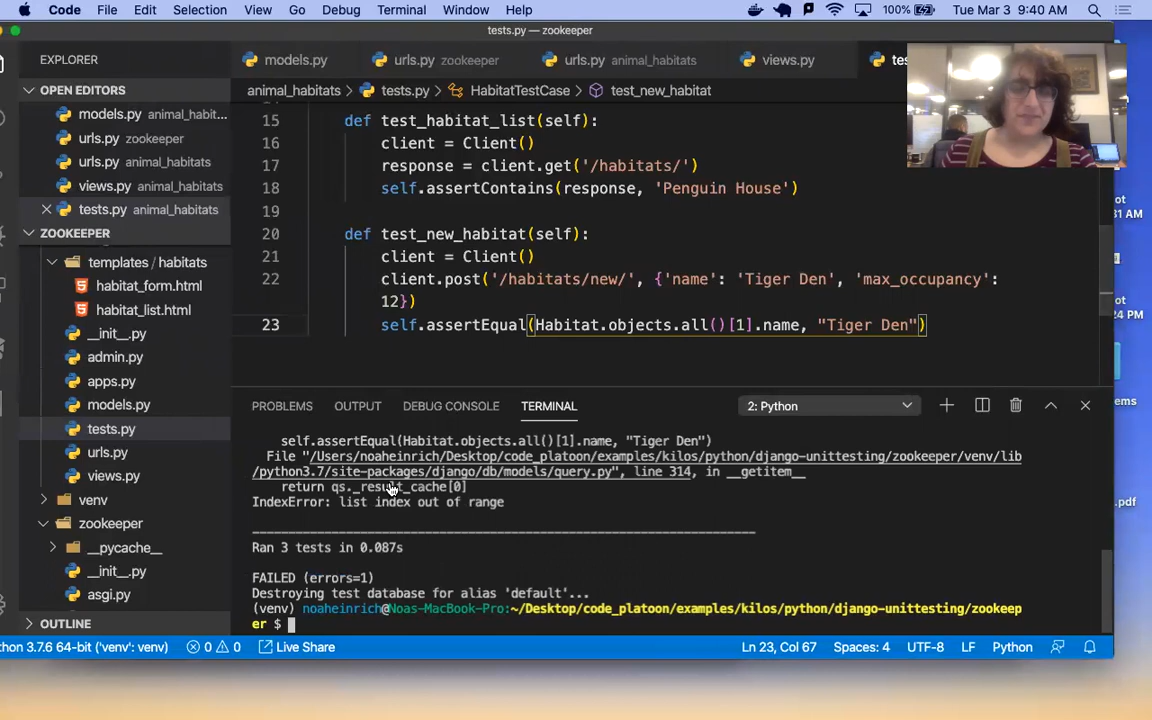 Code File Edit Selection View Go Debug Terminal Window Help 100% Tue Mar 3 9:40 AM
tests.py — zookeeper
EXPLORER
models.py urls.py zookeeper urls.py animal_habitats views.py
OPEN EDITORS
animal_habitats > tests.py > HabitatTestCase > test_new_habitat
models.py animal_habit...
urls.py zookeeper
urls.py animal_habitats
views.py animal_habitats
tests.py animal_habitats
ZOOKEEPER
templates / habitats
habitat_form.html
habitat_list.html
__init__.py
admin.py
apps.py
models.py
tests.py
urls.py
views.py
venv
zookeeper
__pycache__
__init__.py
asgi.py
OUTLINE
15 def test_habitat_list(self):
16 client = Client()
17 response = client.get('/habitats/')
18 self.assertContains(response, 'Penguin House')
19
20 def test_new_habitat(self):
21 client = Client()
22 client.post('/habitats/new/', {'name': 'Tiger Den', 'max_occupancy':
12})
23 self.assertEqual(Habitat.objects.all()[1].name, "Tiger Den")
PROBLEMS OUTPUT DEBUG CONSOLE TERMINAL 2: Python
self.assertEqual(Habitat.objects.all()[1].name, "Tiger Den")
File "/Users/noaheinrich/Desktop/code_platoon/examples/kilos/python/django-unittesting/zookeeper/venv/lib
/python3.7/site-packages/django/db/models/query.py", line 314, in __getitem__
return qs._result_cache[0]
IndexError: list index out of range
Ran 3 tests in 0.087s
FAILED (errors=1)
Destroying test database for alias 'default'...
(venv) noaheinrich@Noas-MacBook-Pro:~/Desktop/code_platoon/examples/kilos/python/django-unittesting/zookeep
er $
3.7.6 64-bit ('venv': venv) 0 0 Live Share Ln 23, Col 67 Spaces: 4 UTF-8 LF Python